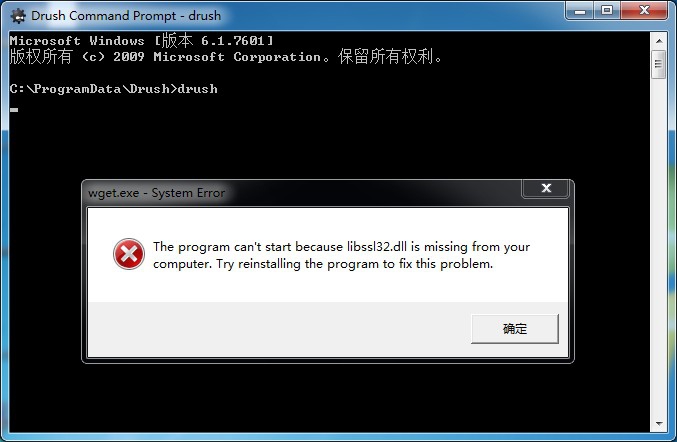 Drush Command Prompt - drush
Microsoft Windows [版本 6.1.7601]
版权所有 (c) 2009 Microsoft Corporation。保留所有权利。
C:\ProgramData\Drush>drush
wget.exe - System Error
The program can't start because libssl32.dll is missing from your
computer. Try reinstalling the program to fix this problem.
确定